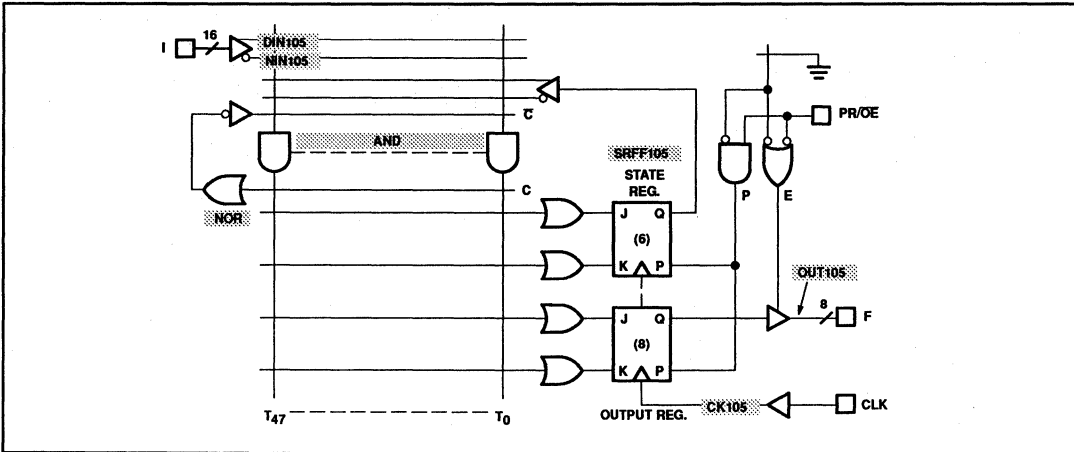 16
I
DIN105
NIN105
C̅
PR/O̅E̅
AND
SRFF105
STATE
REG.
P
E
C
NOR
J
Q
(6)
K
P
OUT105
8
F
J
Q
(8)
K
P
T47
T0
OUTPUT REG.
CK105
CLK